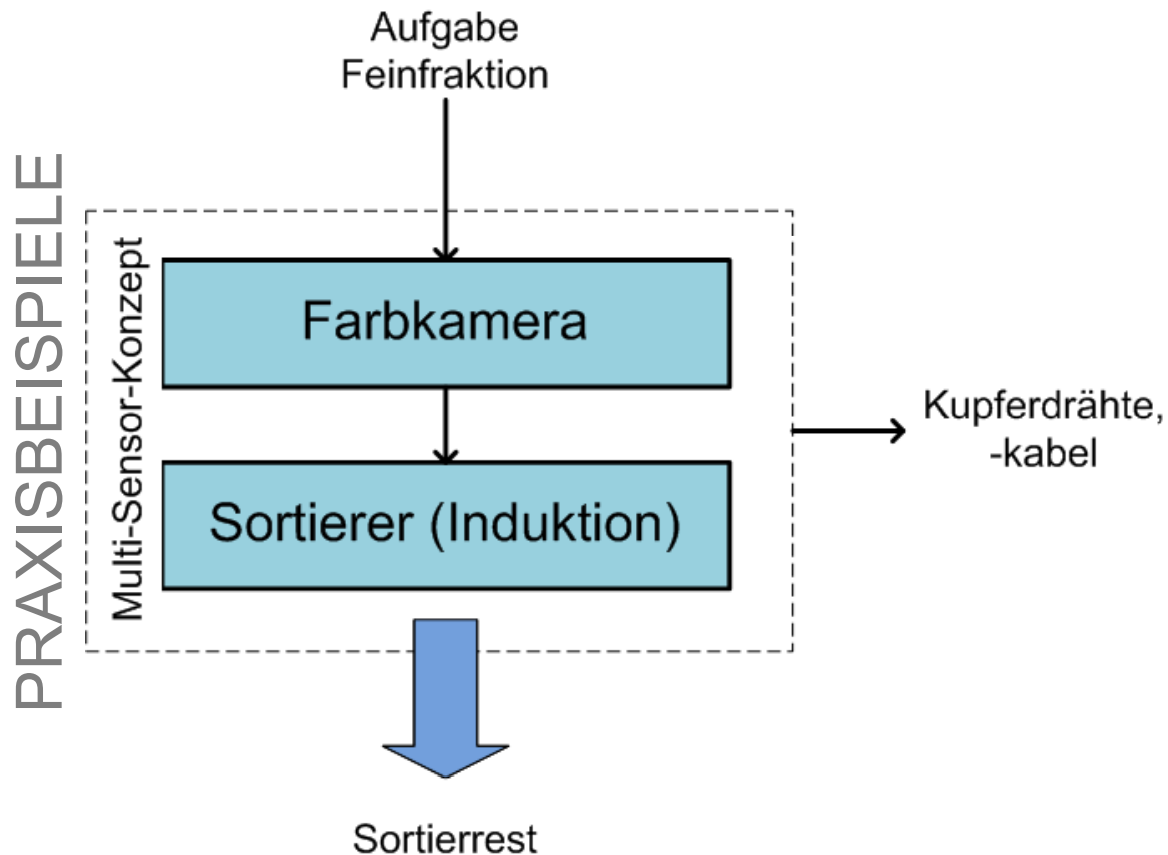 Aufgabe
Feinfraktion
PRAXISBEISPIELE
Multi-Sensor-Konzept
Farbkamera
Sortierer (Induktion)
Kupferdrähte,
-kabel
Sortierrest